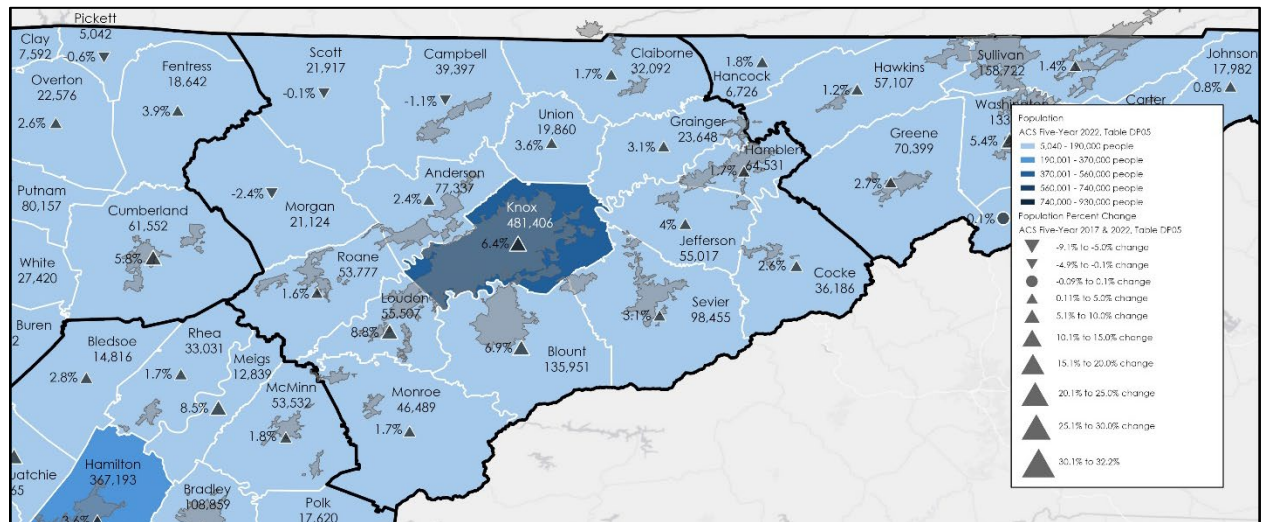 Pickett
5,042
-0.6%
Clay
7,592
Overton
22,576
2.6%
Fentress
18,642
3.9%
Scott
21,917
-0.1%
Campbell
39,397
-1.1%
Claiborne
32,092
1.7%
1.8%
Hancock
6,726
Hawkins
57,107
1.2%
Sullivan
158,722
1.4%
Johnson
17,982
0.8%
Union
19,860
3.6%
Grainger
23,648
3.1%
Hamblen
64,531
1.7%
Greene
70,399
2.7%
Washington
133
5.4%
Carter
0.1%
Putnam
80,157
Cumberland
61,552
5.8%
-2.4%
Morgan
21,124
Anderson
77,337
2.4%
Knox
481,406
6.4%
4%
Jefferson
55,017
2.6%
Cocke
36,186
White
27,420
Roane
53,777
1.6%
Loudon
55,507
8.8%
6.9%
Blount
135,951
3.1%
Sevier
98,455
Buren
2
Bledsoe
14,816
2.8%
Rhea
33,031
1.7%
Meigs
12,839
8.5%
McMinn
53,532
1.8%
Monroe
46,489
1.7%
Hamilton
367,193
3.6%
uatchie
65
Bradley
108,859
Polk
17,620
Population
ACS Five-Year 2022, Table DP05
5,040 - 190,000 people
190,001 - 370,000 people
370,001 - 560,000 people
560,001 - 740,000 people
740,000 - 930,000 people
Population Percent Change
ACS Five-Year 2017 & 2022, Table DP05
-9.1% to -5.0% change
-4.9% to -0.1% change
-0.09% to 0.1% change
0.11% to 5.0% change
5.1% to 10.0% change
10.1% to 15.0% change
15.1% to 20.0% change
20.1% to 25.0% change
25.1% to 30.0% change
30.1% to 32.2%